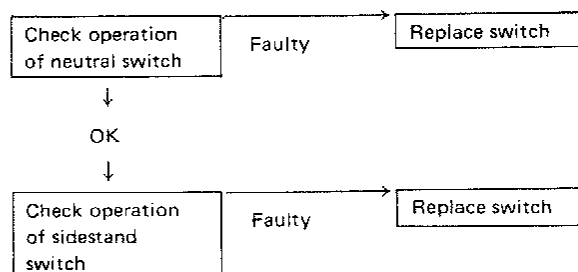 Check operation
of neutral switch
Faulty
Replace switch
OK
Check operation
of sidestand
switch
Faulty
Replace switch